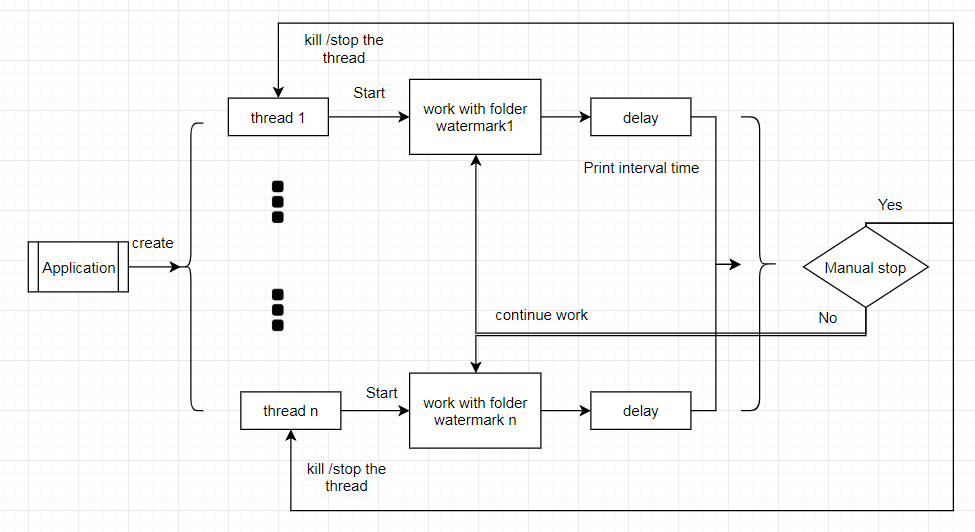 kill /stop the
thread
Start
thread 1
work with folder
watermark1
delay
Print interval time
Yes
create
Application
Manual stop
continue work
No
Start
thread n
work with folder
watermark n
delay
kill /stop the
thread